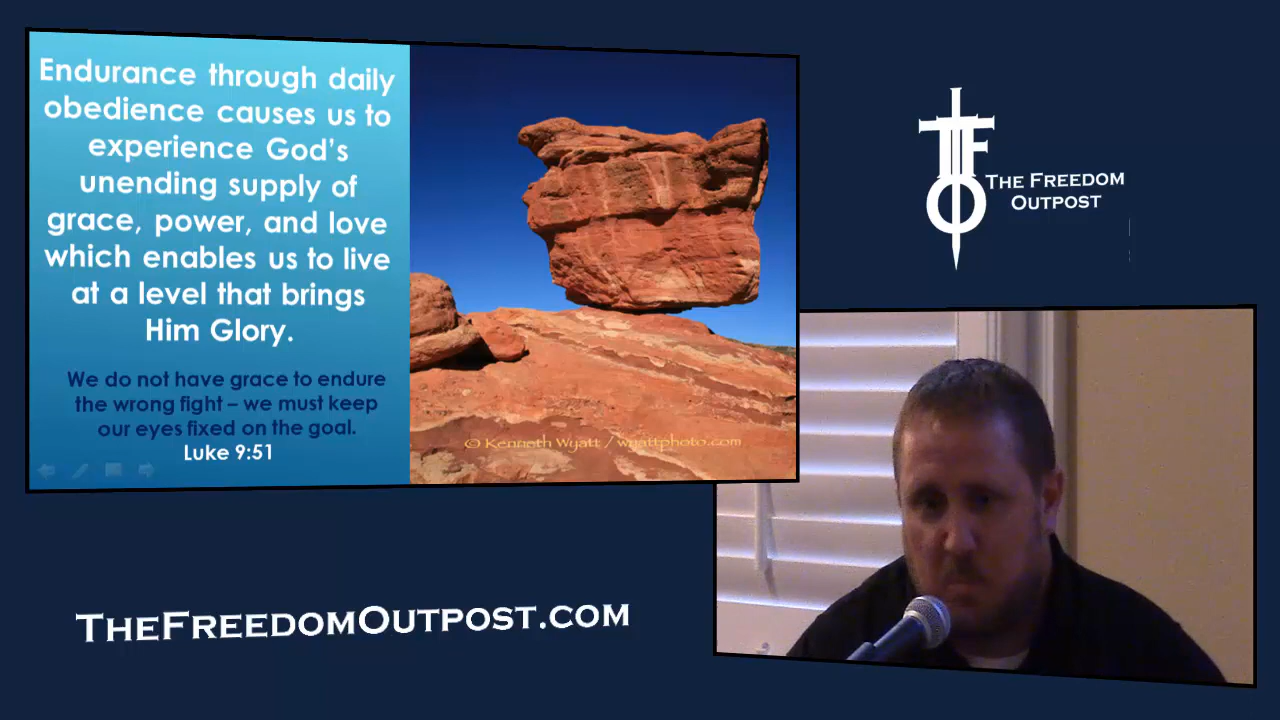 Endurance through daily
obedience causes us to
experience God's
unending supply of
grace, power, and love
which enables us to live
at a level that brings
Him Glory.
We do not have grace to endure
the wrong fight – we must keep
our eyes fixed on the goal.
Luke 9:51
© Kenneth Wyatt / wyattphoto.com
TFO
The Freedom
Outpost
TheFreedomOutpost.com